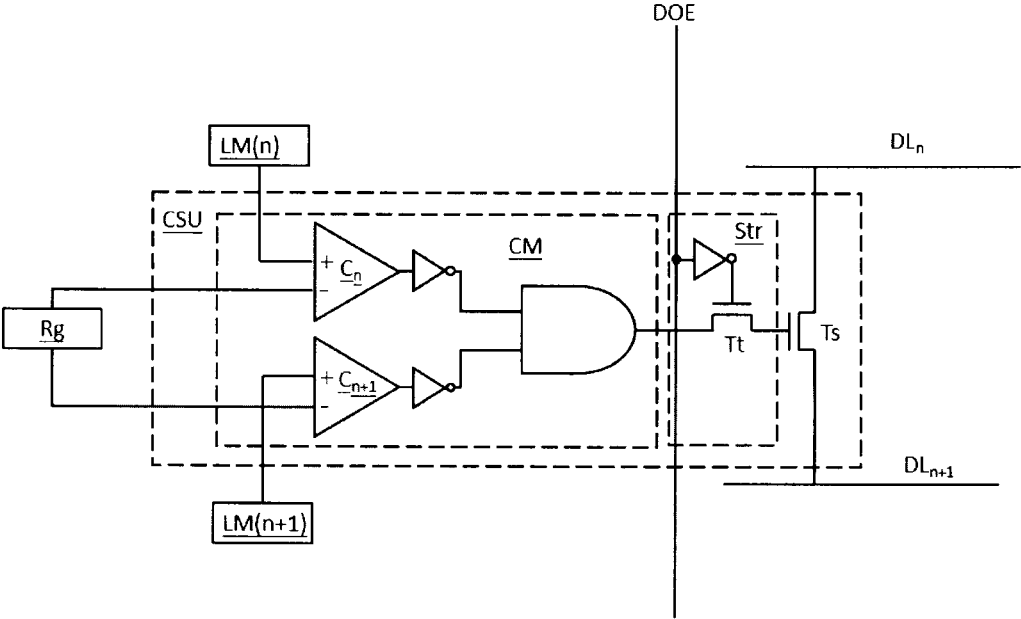 DOE
LM(n)
DLn
CSU
CM
Str
+
Cn
-
Rg
Ts
Tt
+
Cn+1
-
DLn+1
LM(n+1)